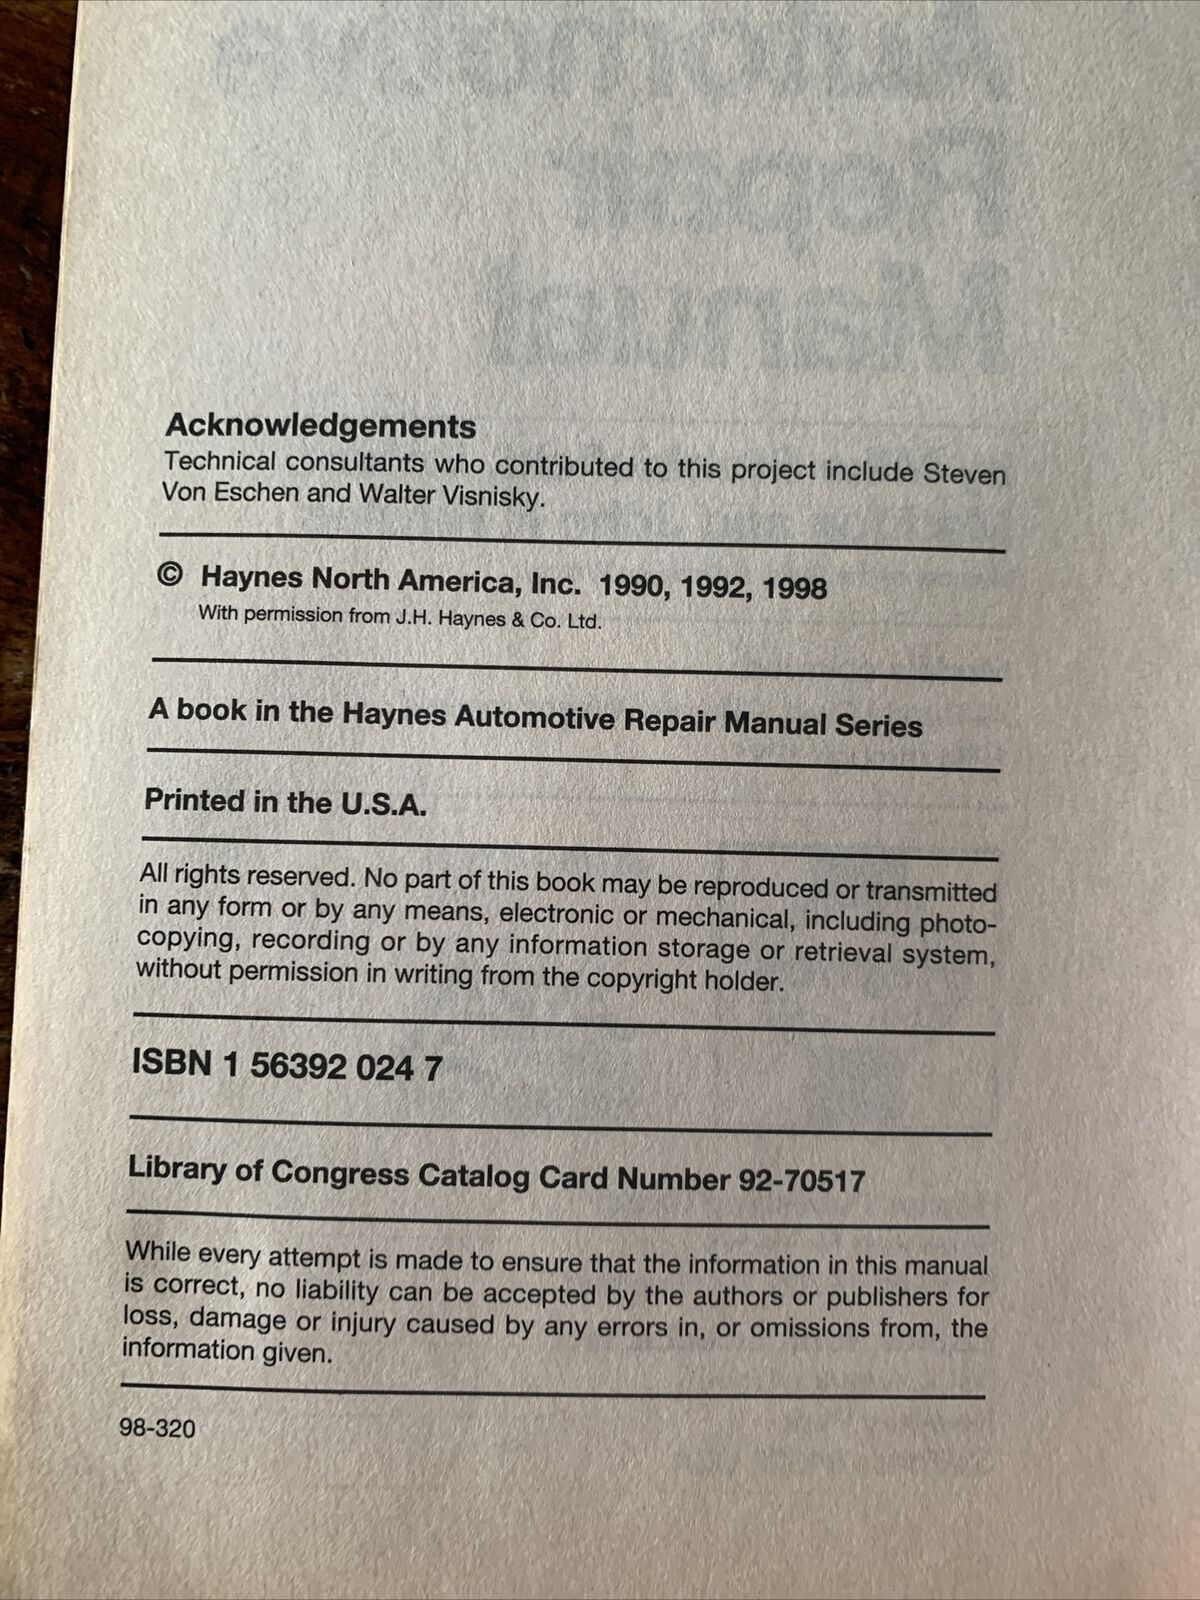 Automotive
Repair
Manual
Acknowledgements
Technical consultants who contributed to this project include Steven
Von Eschen and Walter Visnisky.
© Haynes North America, Inc. 1990, 1992, 1998
With permission from J.H. Haynes & Co. Ltd.
A book in the Haynes Automotive Repair Manual Series
Printed in the U.S.A.
All rights reserved. No part of this book may be reproduced or transmitted
in any form or by any means, electronic or mechanical, including photo-
copying, recording or by any information storage or retrieval system,
without permission in writing from the copyright holder.
ISBN 1 56392 024 7
Library of Congress Catalog Card Number 92-70517
While every attempt is made to ensure that the information in this manual
is correct, no liability can be accepted by the authors or publishers for
loss, damage or injury caused by any errors in, or omissions from, the
information given.
98-320